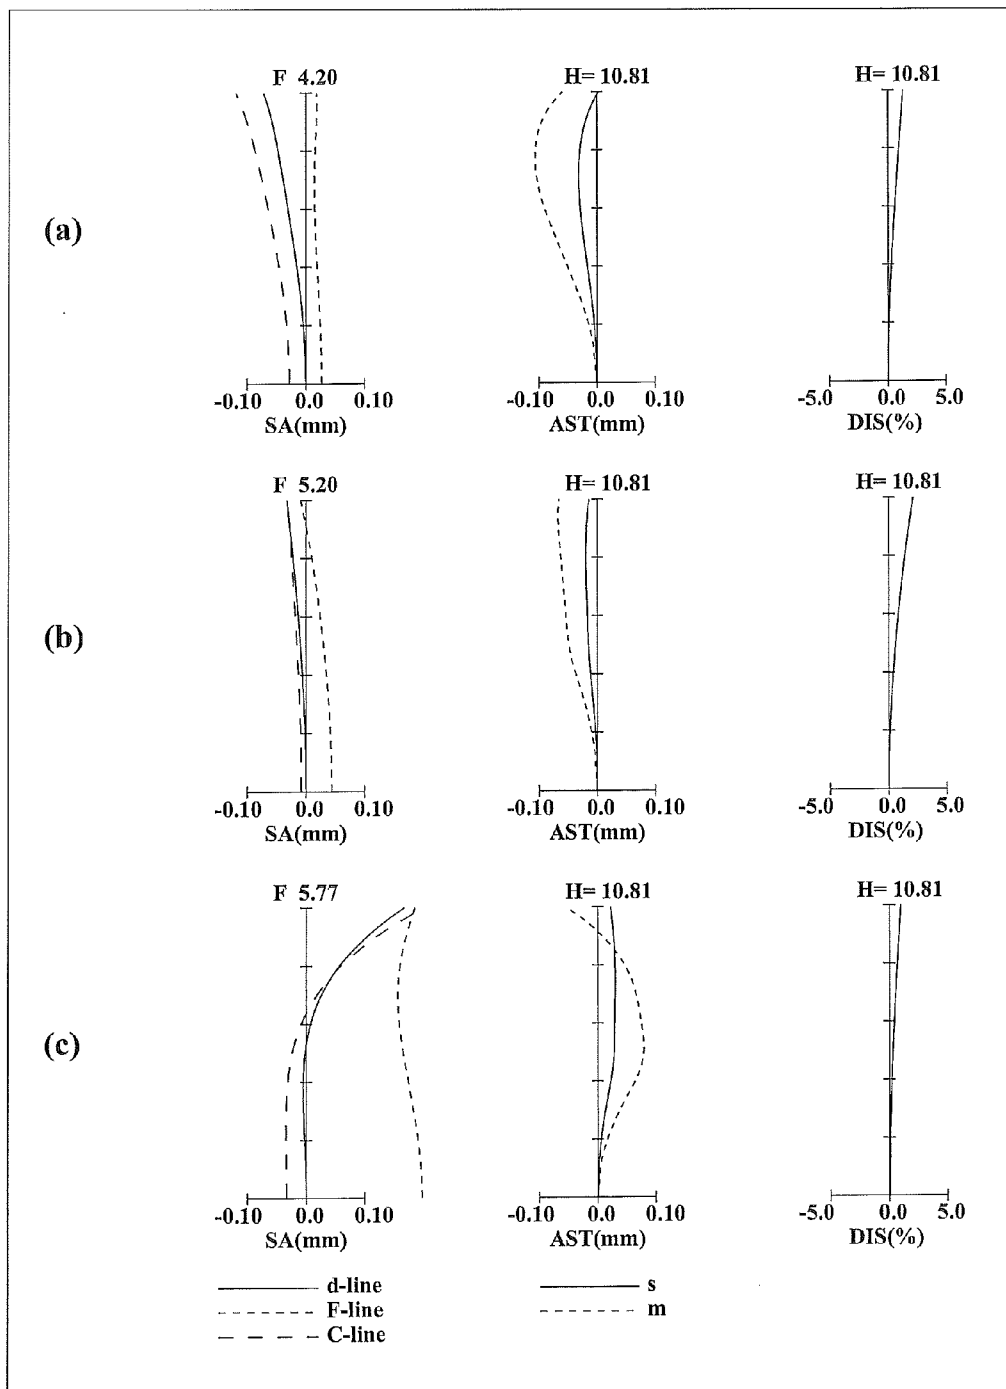 F 4.20 H= 10.81 H= 10.81
(a)
-0.10 0.0 0.10 -0.10 0.0 0.10 -5.0 0.0 5.0
SA(mm) AST(mm) DIS(%)
F 5.20 H= 10.81 H= 10.81
(b)
-0.10 0.0 0.10 -0.10 0.0 0.10 -5.0 0.0 5.0
SA(mm) AST(mm) DIS(%)
F 5.77 H= 10.81 H= 10.81
(c)
-0.10 0.0 0.10 -0.10 0.0 0.10 -5.0 0.0 5.0
SA(mm) AST(mm) DIS(%)
d-line s
F-line m
C-line